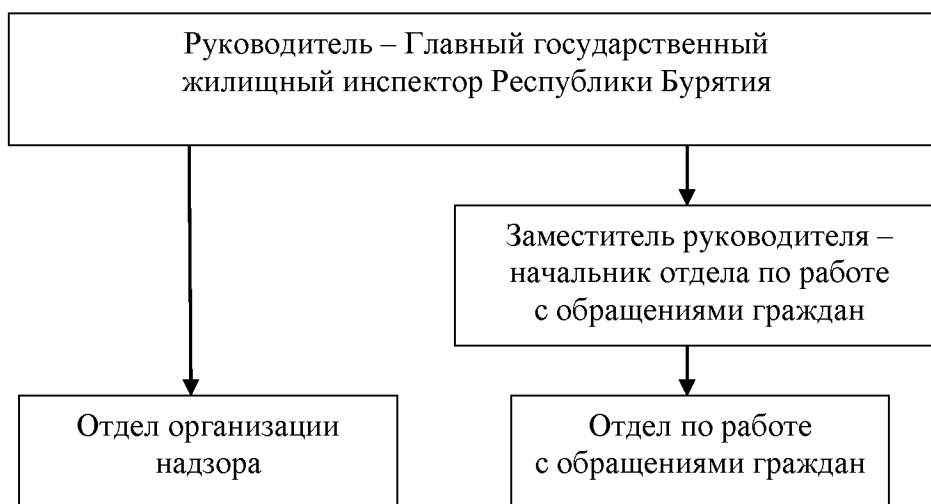 Руководитель – Главный государственный
жилищный инспектор Республики Бурятия
Заместитель руководителя –
начальник отдела по работе
с обращениями граждан
Отдел организации
надзора
Отдел по работе
с обращениями граждан